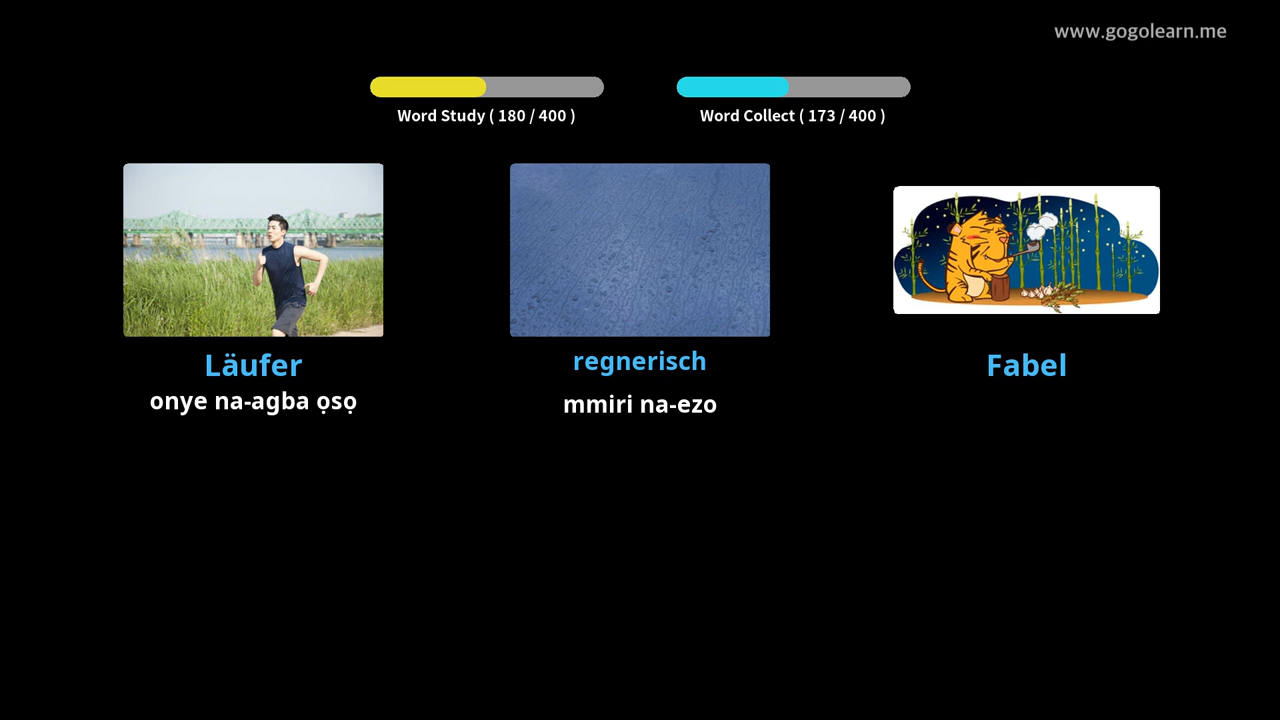 www.gogolearn.me
Word Study ( 180 / 400 )
Word Collect ( 173 / 400 )
Läufer
onye na-agba ọsọ
regnerisch
mmiri na-ezo
Fabel